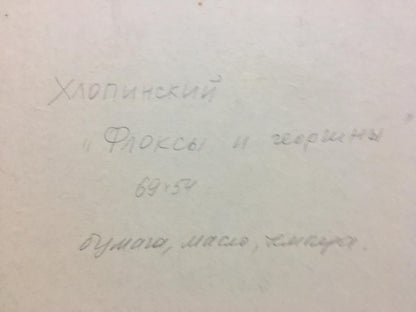 Хлопинский
"Флоксы и георгины"
69×54
бумага, масло, темпера.